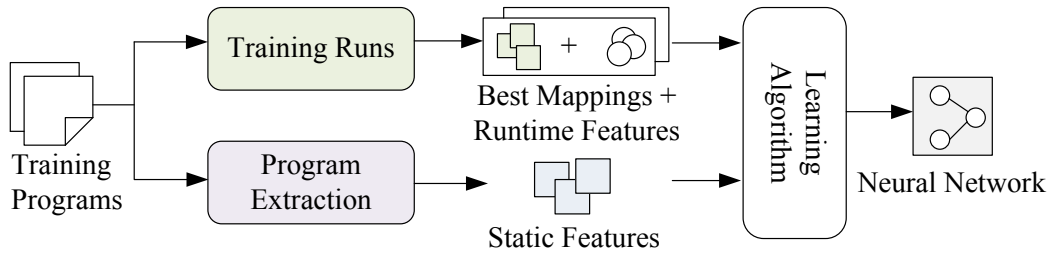 Training
Programs
Training Runs
Program
Extraction
+
Best Mappings +
Runtime Features
Static Features
Learning
Algorithm
Neural Network